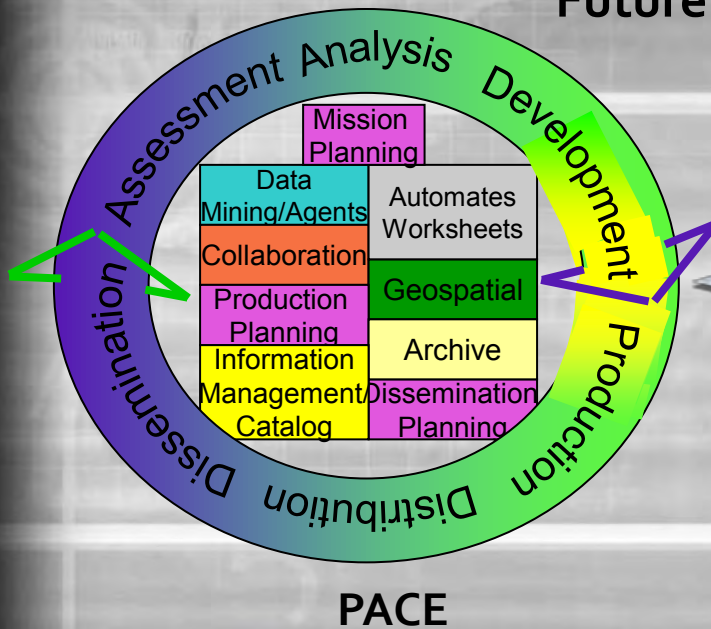 Future
Assessment Analysis Development
Production Distribution Dissemination
Mission
Planning
Data
Mining/Agents
Collaboration
Production
Planning
Information
Management/
Catalog
Automates
Worksheets
Geospatial
Archive
Dissemination
Planning
PACE